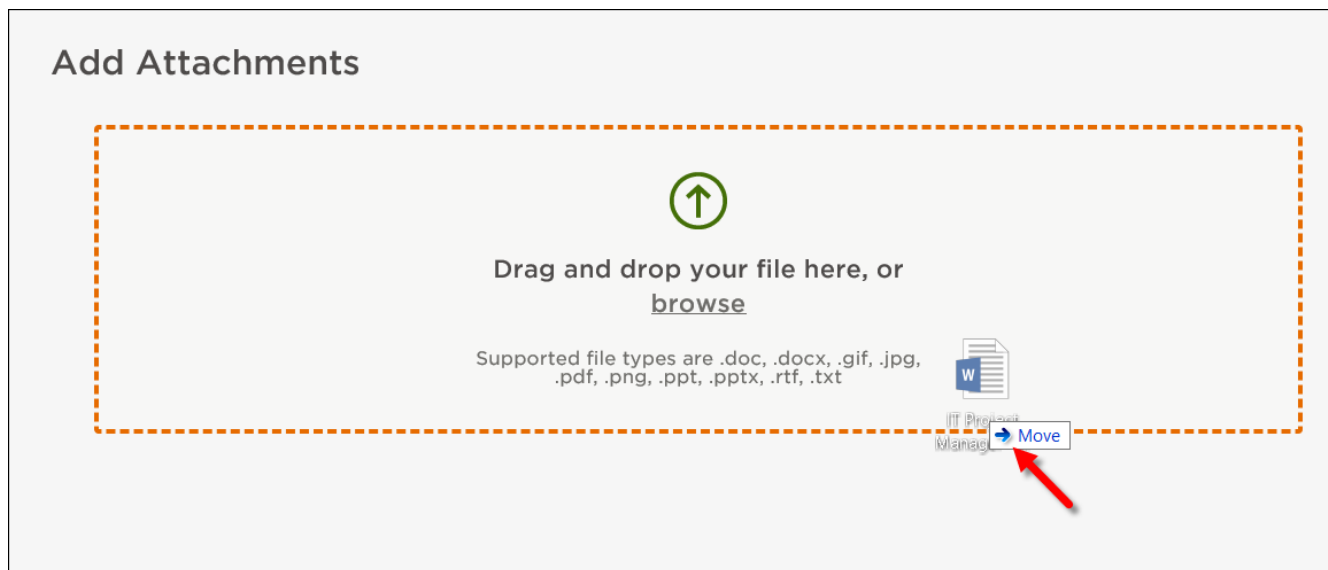 Add Attachments
Drag and drop your file here, or
browse
Supported file types are .doc, .docx, .gif, .jpg,
.pdf, .png, .ppt, .pptx, .rtf, .txt
W
IT
Move